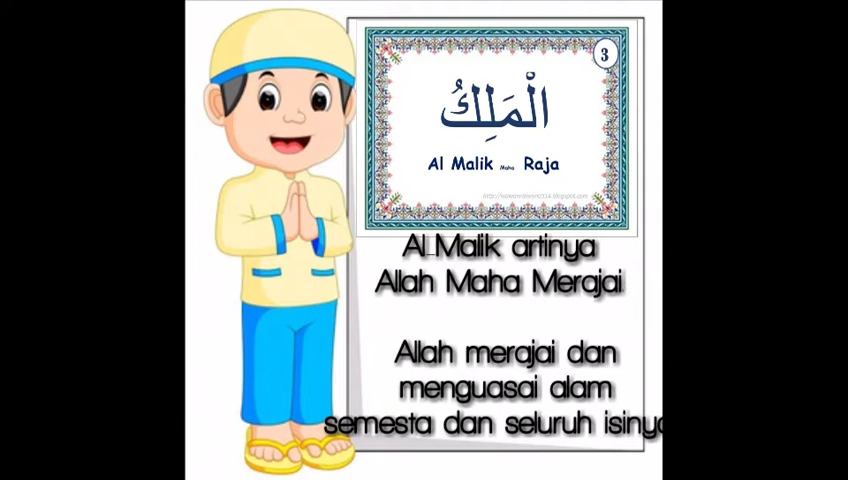 3
الْمَلِكُ
Al Malik Maha Raja
Al Malik artinya
Allah Maha Merajai
Allah merajai dan
menguasai alam
semesta dan seluruh isinya